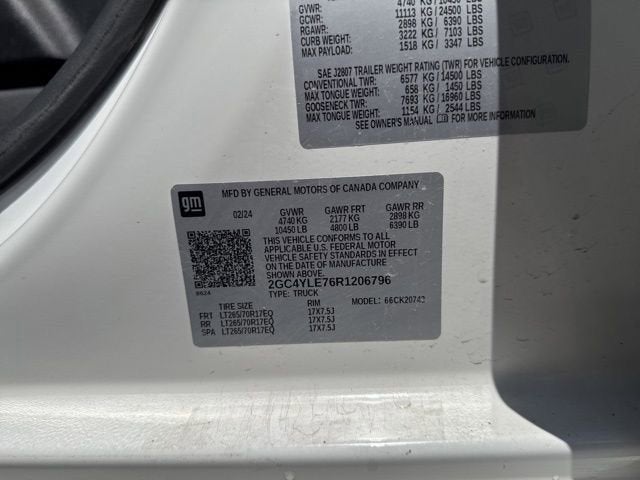 GVWR: 4740 KG / 10450 LBS
GCWR: 11113 KG / 24500 LBS
RGAWR: 2898 KG / 6390 LBS
CURB WEIGHT: 3222 KG / 7103 LBS
MAX PAYLOAD: 1518 KG / 3347 LBS
SAE J2807 TRAILER WEIGHT RATING (TWR) FOR VEHICLE CONFIGURATION.
CONVENTIONAL TWR: 6577 KG / 14500 LBS
MAX TONGUE WEIGHT: 658 KG / 1450 LBS
GOOSENECK TWR: 7693 KG / 16960 LBS
MAX TONGUE WEIGHT: 1154 KG / 2544 LBS
SEE OWNER'S MANUAL FOR MORE INFORMATION
gm
MFD BY GENERAL MOTORS OF CANADA COMPANY
02/24 GVWR GAWR FRT GAWR RR
4740 KG 2177 KG 2898 KG
10450 LB 4800 LB 6390 LB
THIS VEHICLE CONFORMS TO ALL
APPLICABLE U.S. FEDERAL MOTOR
VEHICLE SAFETY STANDARDS IN EFFECT
ON THE DATE OF MANUFACTURE
SHOWN ABOVE.
2GC4YLE76R1206796
TYPE: TRUCK
TIRE SIZE RIM MODEL: 66CK20743
FRT LT265/70R17EQ 17X7.5J
RR LT265/70R17EQ 17X7.5J
SPA LT265/70R17EQ 17X7.5J